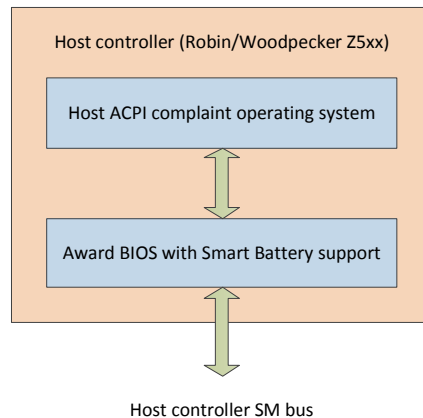 Host controller (Robin/Woodpecker Z5xx)
Host ACPI complaint operating system
Award BIOS with Smart Battery support
Host controller SM bus